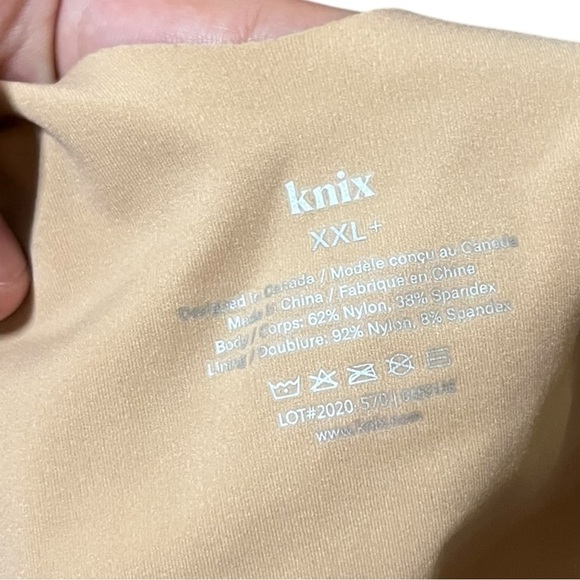 knix
XXL+
Designed in Canada / Modèle conçu au Canada
Made in China / Fabriqué en Chine
Body / Corps: 62% Nylon, 38% Spandex
Lining / Doublure: 92% Nylon, 8% Spandex
LOT#2020